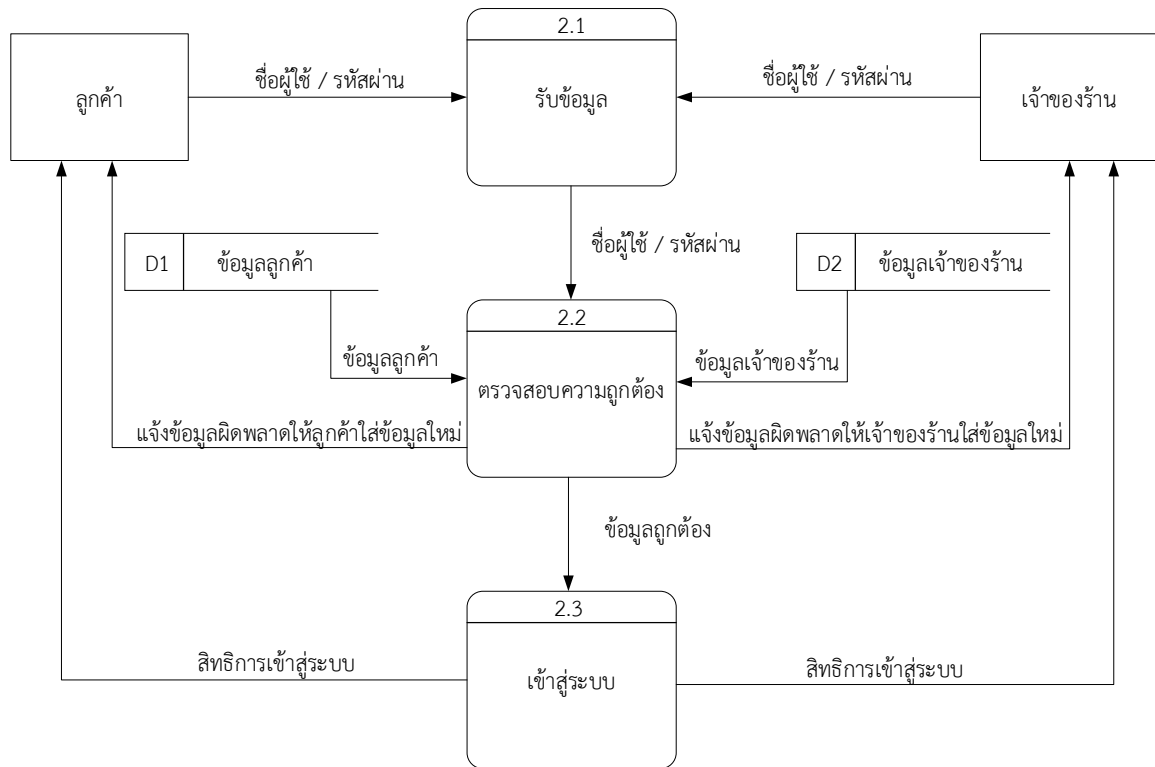 2.1
ลูกค้า
ชื่อผู้ใช้ / รหัสผ่าน
รับข้อมูล
ชื่อผู้ใช้ / รหัสผ่าน
เจ้าของร้าน
ชื่อผู้ใช้ / รหัสผ่าน
D1 ข้อมูลลูกค้า
D2 ข้อมูลเจ้าของร้าน
2.2
ข้อมูลลูกค้า
ตรวจสอบความถูกต้อง
ข้อมูลเจ้าของร้าน
แจ้งข้อมูลผิดพลาดให้ลูกค้าใส่ข้อมูลใหม่
แจ้งข้อมูลผิดพลาดให้เจ้าของร้านใส่ข้อมูลใหม่
ข้อมูลถูกต้อง
2.3
สิทธิการเข้าสู่ระบบ
เข้าสู่ระบบ
สิทธิการเข้าสู่ระบบ